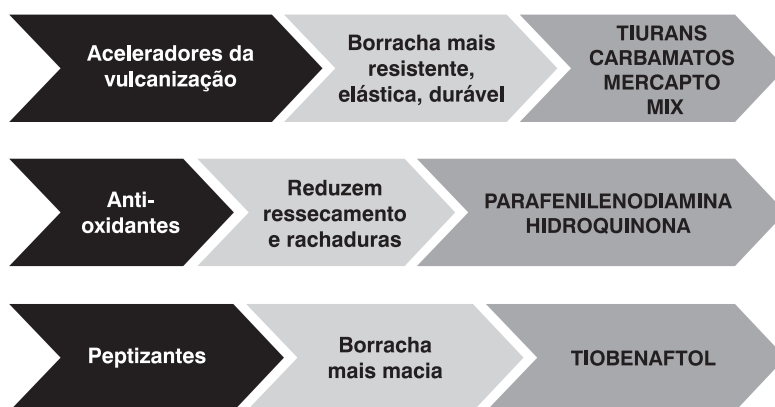 Aceleradores da
vulcanização
Borracha mais
resistente,
elástica, durável
TIURANS
CARBAMATOS
MERCAPTO
MIX
Anti-
oxidantes
Reduzem
ressecamento
e rachaduras
PARAFENILENODIAMINA
HIDROQUINONA
Peptizantes
Borracha
mais macia
TIOBENAFTOL